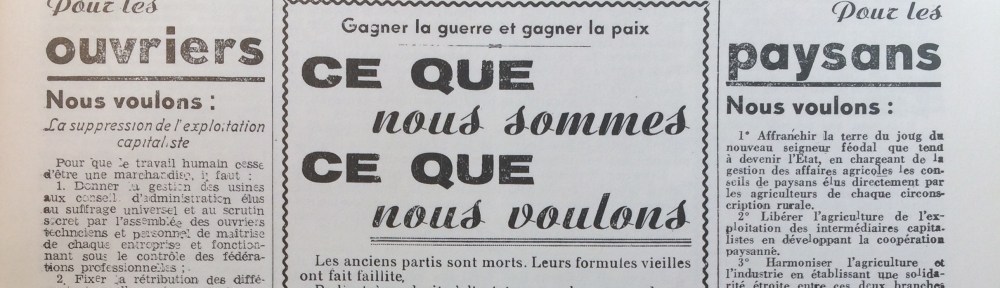 Pour les
ouvriers
Nous voulons :
La suppression de l'exploitation
capitaliste
Pour que le travail humain cesse
d'être une marchandise, il faut :
1. Donner la gestion des usines
aux conseils d'administration élus
au suffrage universel et au scrutin
secret par l'assemblée des ouvriers
techniciens et personnel de maîtrise
de chaque entreprise et fonction-
nant sous le contrôle des fédéra-
tions professionnelles ;
2. Fixer la rétribution des diffé-
Gagner la guerre et gagner la paix
CE QUE
nous sommes
CE QUE
nous voulons
Les anciens partis sont morts. Leurs formules vieilles
ont fait faillite,
Pour les
paysans
Nous voulons :
1° Affranchir la terre du joug du
nouveau seigneur féodal que tend
à devenir l'Etat, en chargeant de la
gestion des affaires agricoles les con-
seils de paysans élus directement par
les agriculteurs de chaque circons-
cription rurale.
2° Libérer l'agriculture de l'ex-
ploitation des intermédiaires capita-
listes en développant la coopération
paysanne.
3° Harmoniser l'agriculture et
l'industrie en établissant une solida-
rité étroite entre ces deux branches